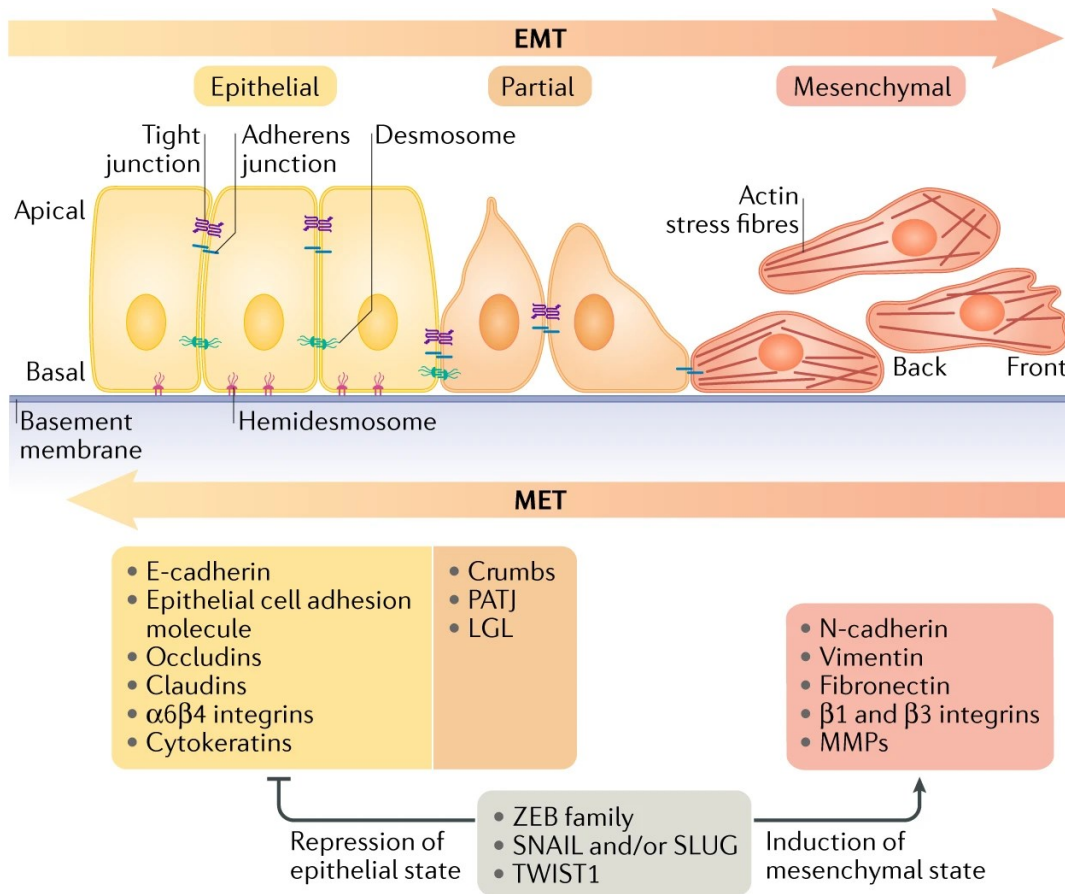 EMT
Epithelial
Partial
Mesenchymal
Tight
junction
Adherens
junction
Desmosome
Actin
stress fibres
Apical
Basal
Back
Front
Basement
membrane
Hemidesmosome
MET
• E-cadherin
• Epithelial cell adhesion
molecule
• Occludins
• Claudins
• α6β4 integrins
• Cytokeratins
• Crumbs
• PATJ
• LGL
• N-cadherin
• Vimentin
• Fibronectin
• β1 and β3 integrins
• MMPs
Repression of
epithelial state
• ZEB family
• SNAIL and/or SLUG
• TWIST1
Induction of
mesenchymal state